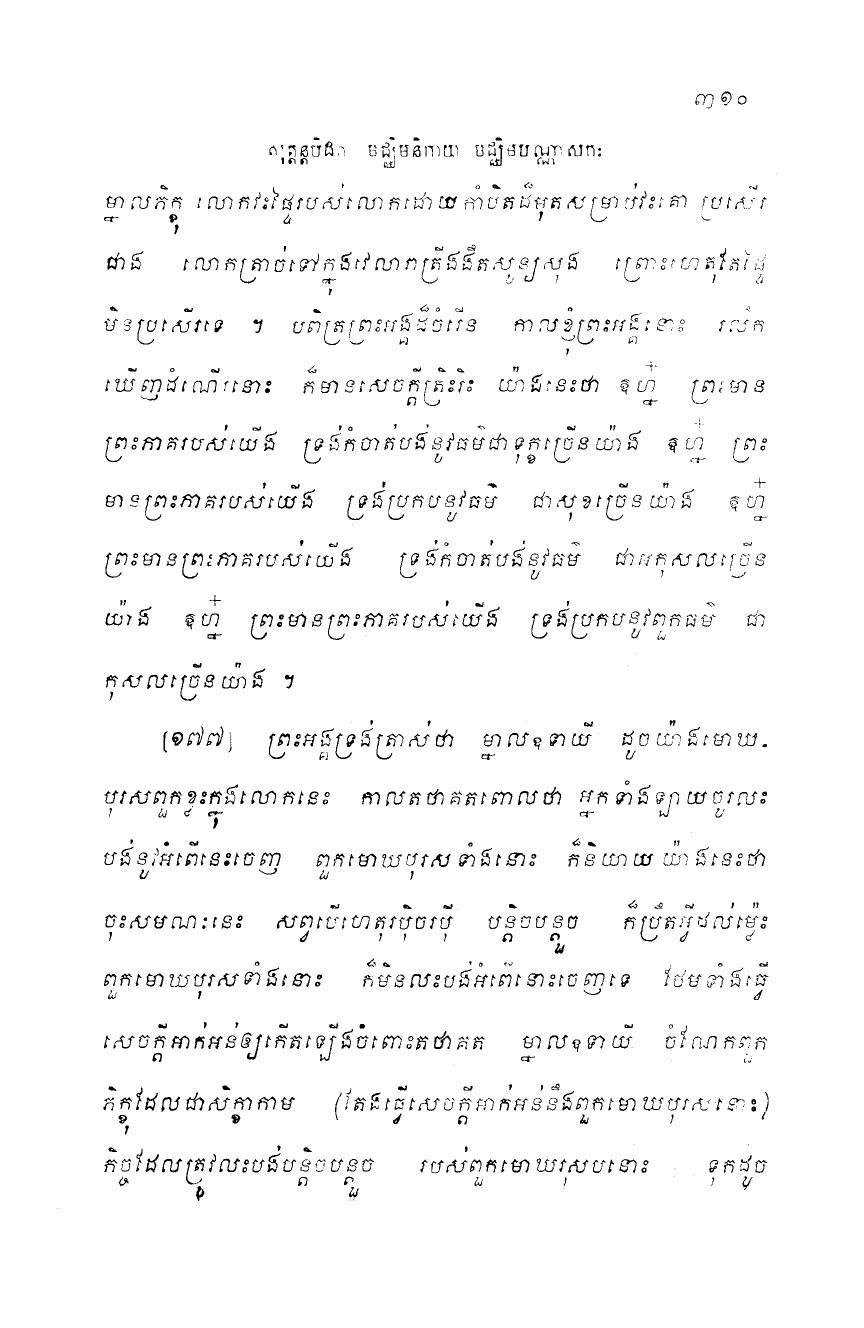 ៣១០
សុត្តន្តបិដក មជ្ឈិមនិកាយ មជ្ឈិមបណ្ណាសកៈ
ម្នាលភិក្ខុ លោកវះផ្ទៃរបស់លោកដោយកាំបិតដ៏មុតសម្រាប់វះគោ ប្រសើរ
ជាង លោកត្រាច់ទៅក្នុងវេលារាត្រីងងឹតសូន្យសុង ព្រោះហេតុតែផ្ទៃ
មិនប្រសើរទេ ។ បពិត្រព្រះអង្គដ៏ចំរើន កាលខ្ញុំព្រះអង្គនោះ រលឹក
ឃើញដំណើរនោះ ក៏មានសេចក្តីត្រិះរិះ យ៉ាងនេះថា ឧហ្ន៎ ព្រះមាន
ព្រះភាគរបស់យើង ទ្រង់កំចាត់បង់នូវធម៌ជាទុក្ខច្រើនយ៉ាង ឧហ្ន៎ ព្រះ
មានព្រះភាគរបស់យើង ទ្រង់ប្រកបនូវធម៌ ជាសុខច្រើនយ៉ាង ឧហ្ន៎
ព្រះមានព្រះភាគរបស់យើង ទ្រង់កំចាត់បង់នូវធម៌ ជាអកុសលច្រើន
យ៉ាង ឧហ្ន៎ ព្រះមានព្រះភាគរបស់យើង ទ្រង់ប្រកបនូវពួកធម៌ ជា
កុសលច្រើនយ៉ាង ។
[១៧៧] ព្រះអង្គទ្រង់ត្រាស់ថា ម្នាលឧទាយី ដូចយ៉ាងមោឃ-
បុរសពួកខ្លះក្នុងលោកនេះ កាលតថាគតពោលថា អ្នកទាំងឡាយចូរលះ
បង់នូវអំពើនេះចេញ ពួកមោឃបុរសទាំងនោះ ក៏និយាយយ៉ាងនេះថា
ចុះសមណៈនេះ សព្វបើហេតុរប៉ិចរប៉ី បន្តិចបន្តួច ក៏ប្រឹតអ្វីដល់ម្ល៉េះ
ពួកមោឃបុរសទាំងនោះ ក៏មិនលះបង់អំពើនោះចេញទេ ថែមទាំងធ្វើ
សេចក្តីអាក់អន់ឲ្យកើតឡើងចំពោះតថាគត ម្នាលឧទាយី ចំណែកពួក
ភិក្ខុដែលជាសិក្ខាកាម (តែងធ្វើសេចក្តីអាក់អន់នឹងពួកមោឃបុរសនោះ)
កិច្ចដែលត្រូវលះបង់បន្តិចបន្តួច របស់ពួកមោឃរុសបនោះ ទុកដូច